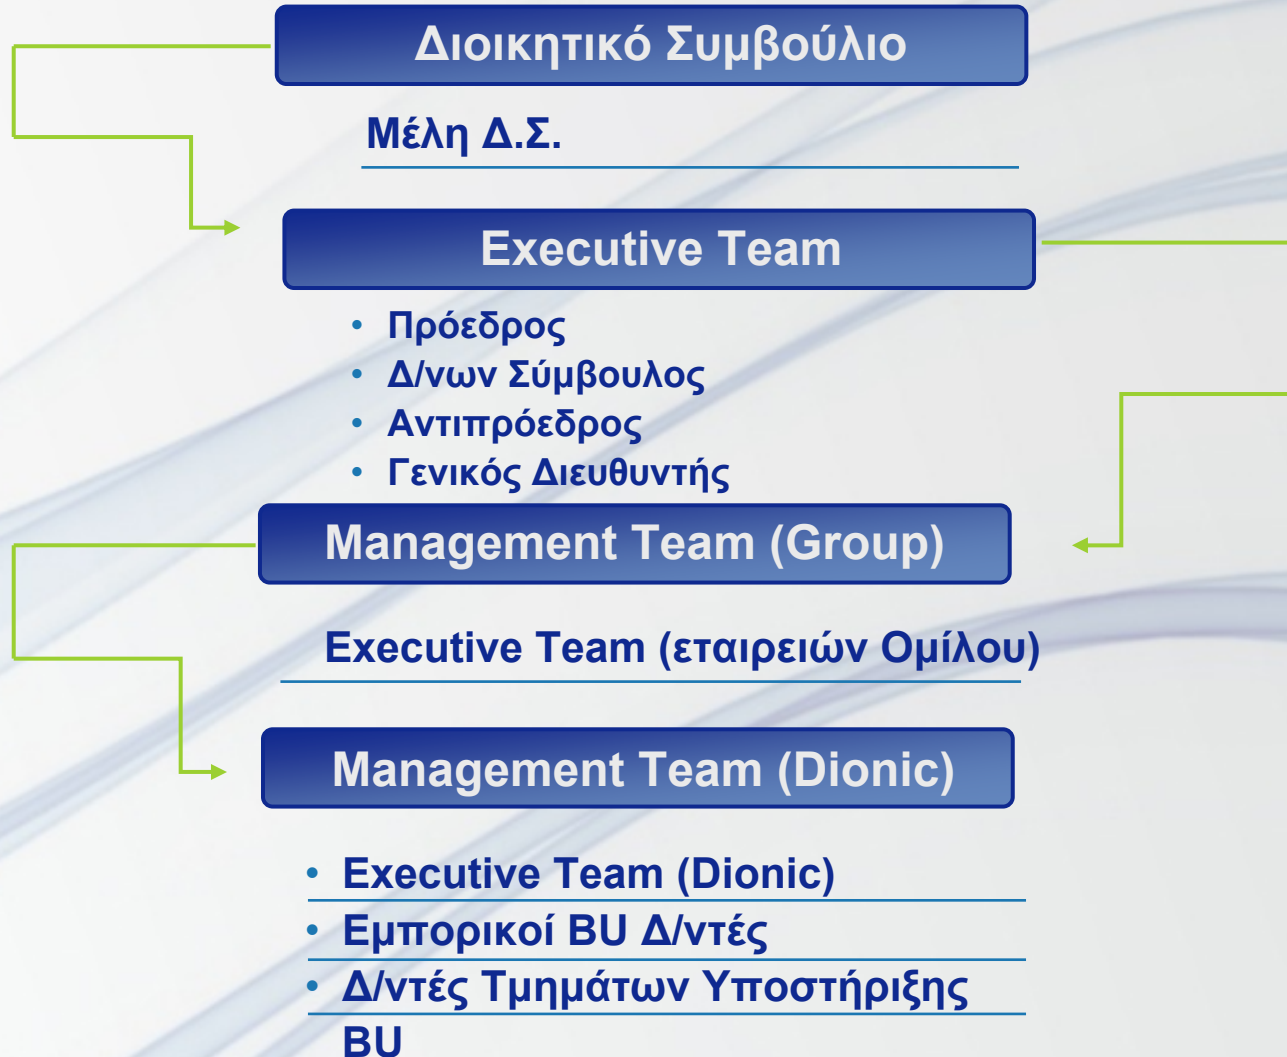 Διοικητικό Συμβούλιο
Μέλη Δ.Σ.
Executive Team
• Πρόεδρος
• Δ/νων Σύμβουλος
• Αντιπρόεδρος
• Γενικός Διευθυντής
Management Team (Group)
Executive Team (εταιρειών Ομίλου)
Management Team (Dionic)
• Executive Team (Dionic)
• Εμπορικοί BU Δ/ντές
• Δ/ντές Τμημάτων Υποστήριξης
BU